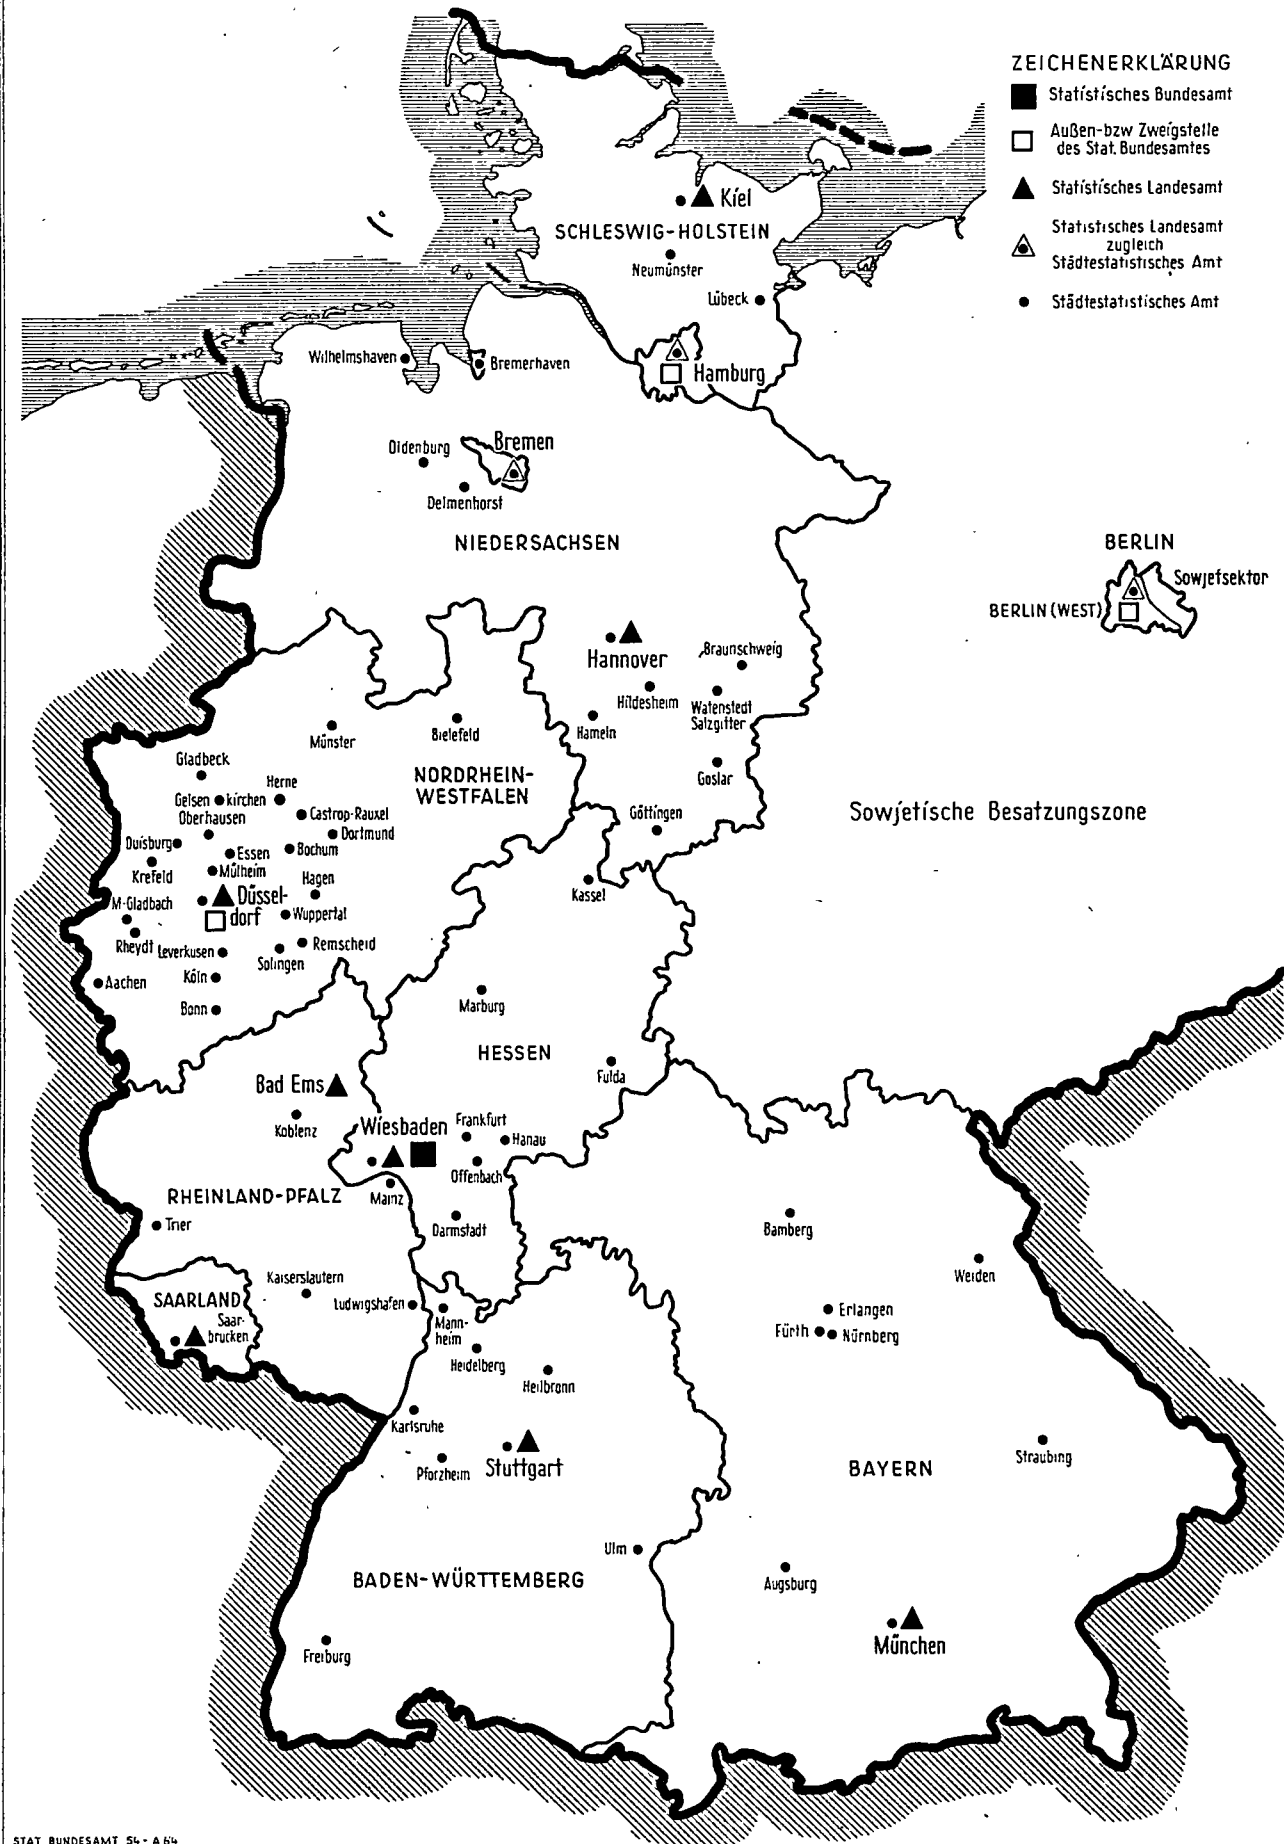 ZEICHENERKLÄRUNG
Statistisches Bundesamt
Außen-bzw Zweigstelle
des Stat. Bundesamtes
Statistisches Landesamt
Statistisches Landesamt
zugleich
Städtestatistisches Amt
Städtestatistisches Amt
Kiel
SCHLESWIG-HOLSTEIN
Neumünster
Lübeck
Wilhelmshaven
Bremerhaven
Hamburg
Bremen
Oldenburg
Delmenhorst
NIEDERSACHSEN
BERLIN
Sowjetsektor
BERLIN (WEST)
Hannover
Braunschweig
Hildesheim
Watenstedt
Salzgitter
Hameln
Goslar
Göttingen
Münster
Bielefeld
NORDRHEIN-
WESTFALEN
Gladbeck
Herne
Gelsen kirchen
Oberhausen
Castrop-Rauxel
Dortmund
Duisburg
Essen
Bochum
Krefeld
Mülheim
Hagen
M-Gladbach
Düssel-
dorf
Wuppertal
Rheydt
Leverkusen
Solingen
Remscheid
Aachen
Köln
Bonn
Sowjetische Besatzungszone
Kassel
Marburg
HESSEN
Fulda
Bad Ems
Koblenz
Wiesbaden
Frankfurt
Hanau
Offenbach
Mainz
RHEINLAND-PFALZ
Trier
Darmstadt
Kaiserslautern
Ludwigshafen
SAARLAND
Saar-
brücken
Mann-
heim
Heidelberg
Heilbronn
Karlsruhe
Pforzheim
Stuttgart
Ulm
BADEN-WÜRTTEMBERG
Freiburg
Bamberg
Weiden
Erlangen
Fürth
Nürnberg
Straubing
BAYERN
Augsburg
München
STAT BUNDESAMT 54-A64